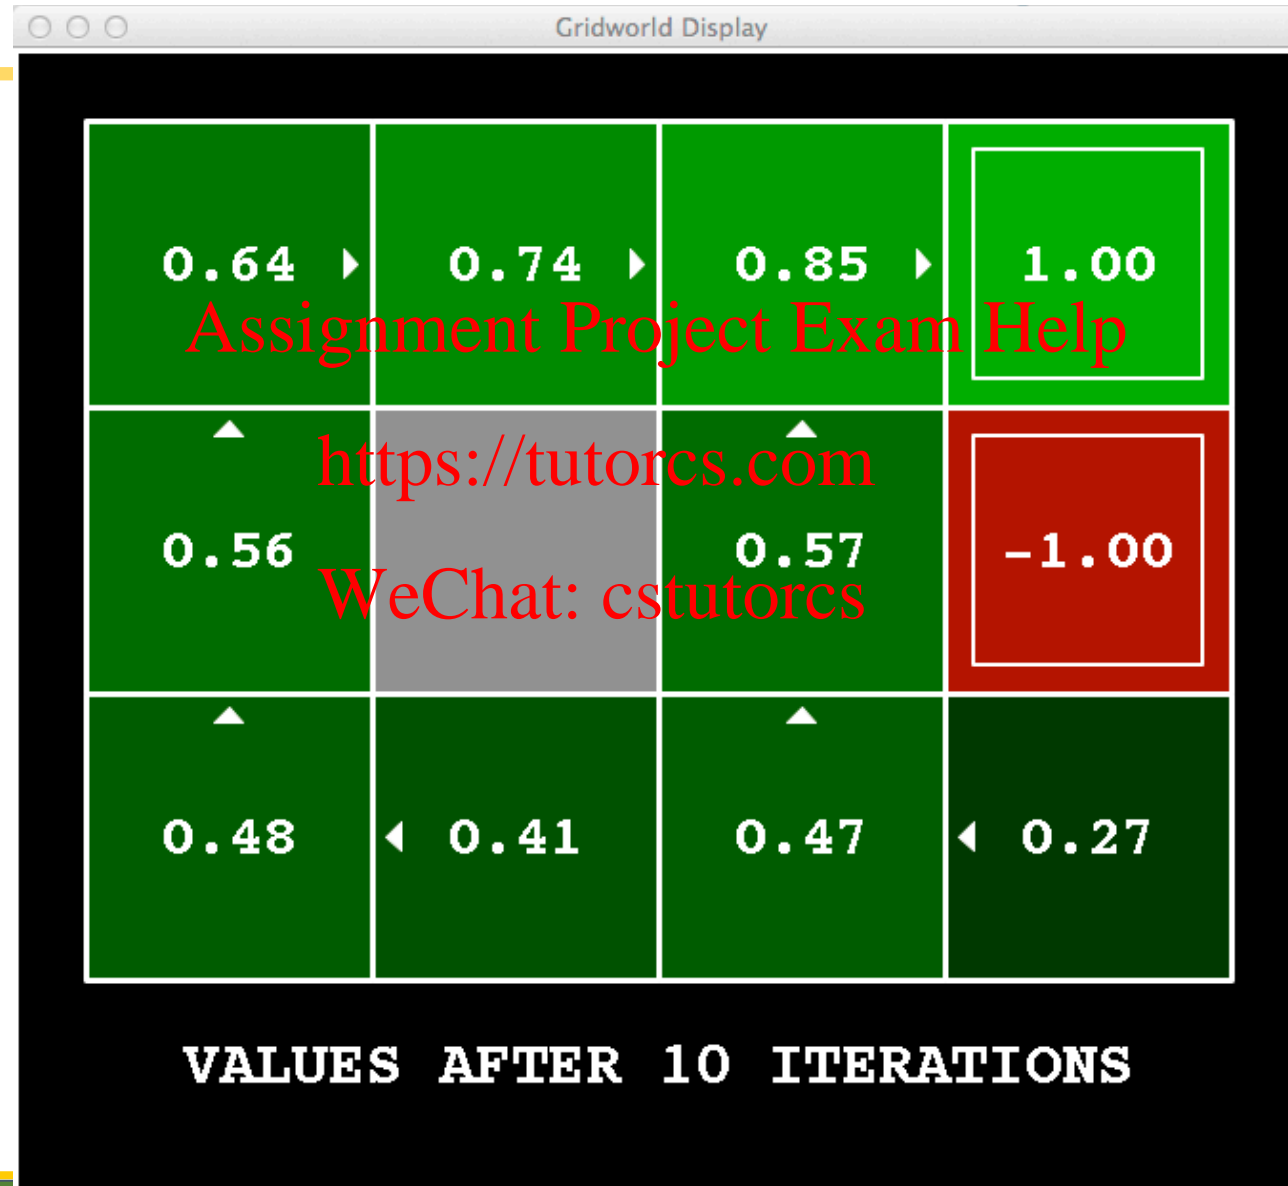 Gridworld Display
0.64 0.74 0.85 1.00
Assignment Project Exam Help
https://tutorcs.com
0.56 0.57 -1.00
WeChat: cstutorcs
0.48 0.41 0.47 0.27
VALUES AFTER 10 ITERATIONS